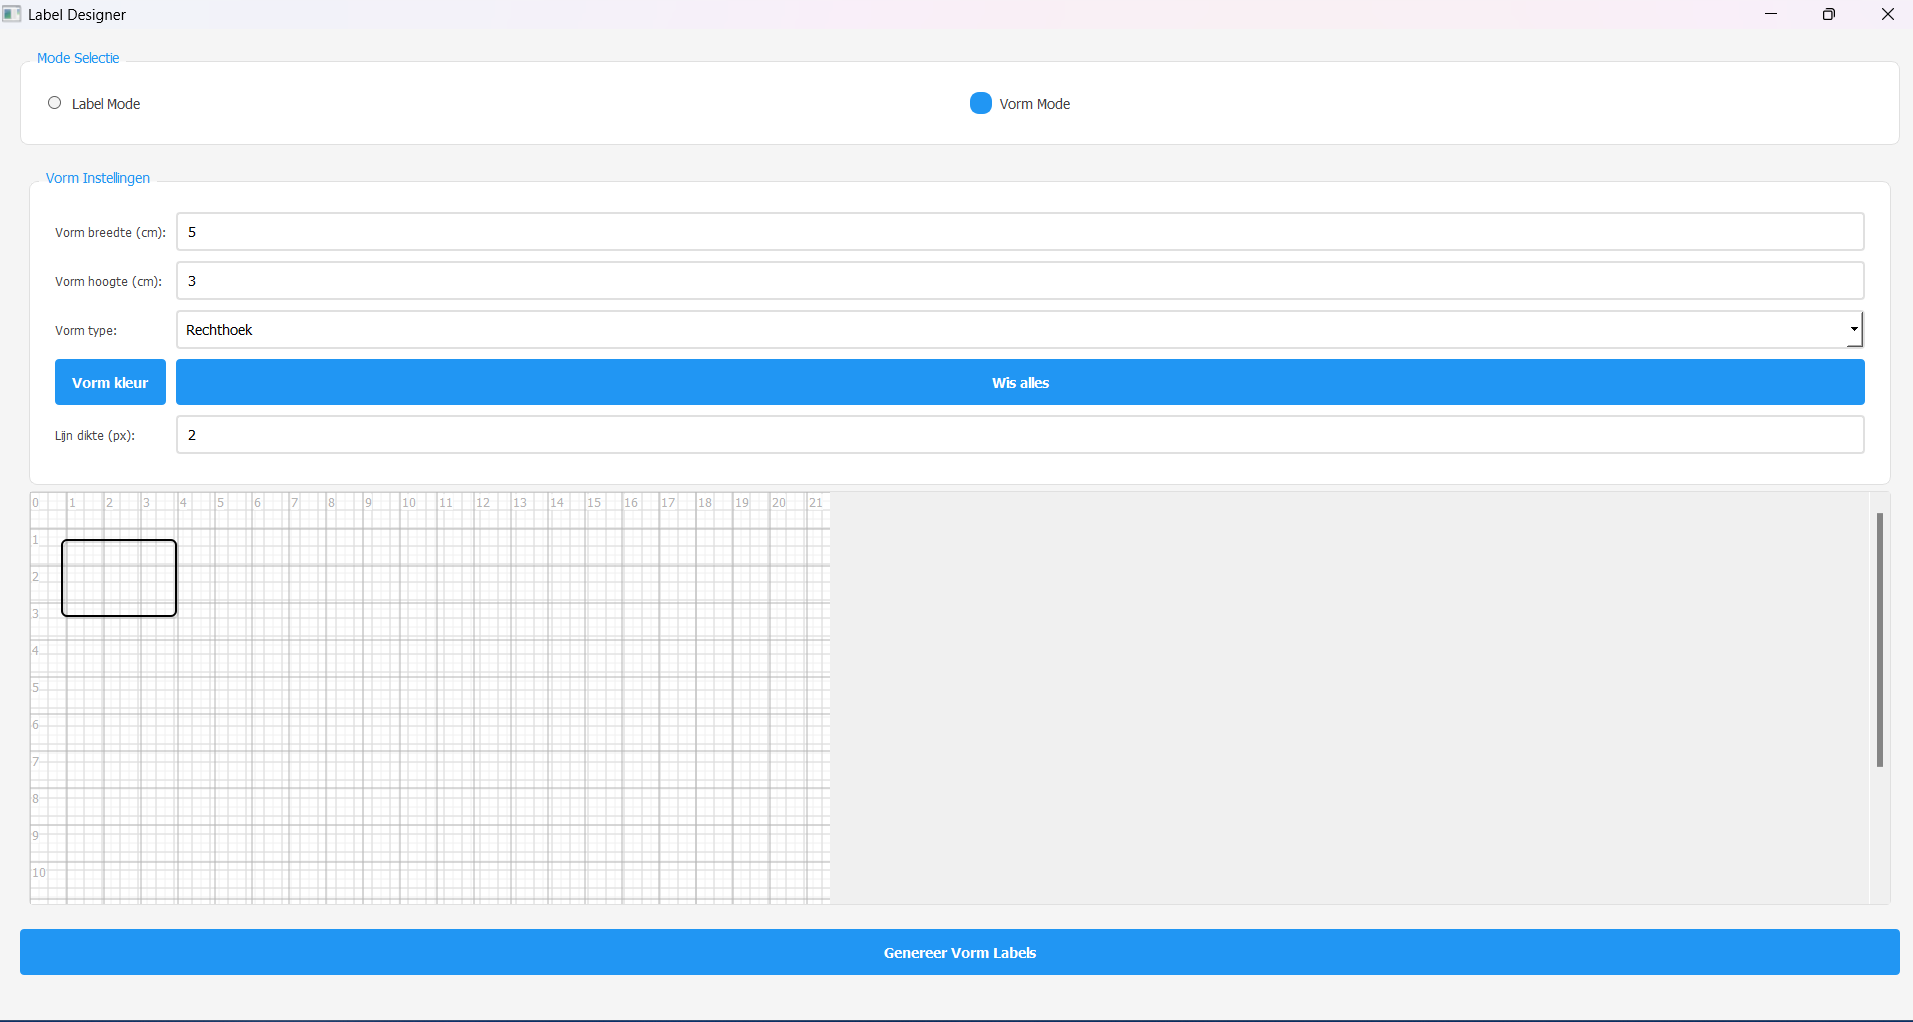 Label Designer
Mode Selectie
Label Mode Vorm Mode
Vorm Instellingen
Vorm breedte (cm): 5
Vorm hoogte (cm): 3
Vorm type: Rechthoek
Vorm kleur Wis alles
Lijn dikte (px): 2
0 1 2 3 4 5 6 7 8 9 10 11 12 13 14 15 16 17 18 19 20 21
1
2
3
4
5
6
7
8
9
10
Genereer Vorm Labels